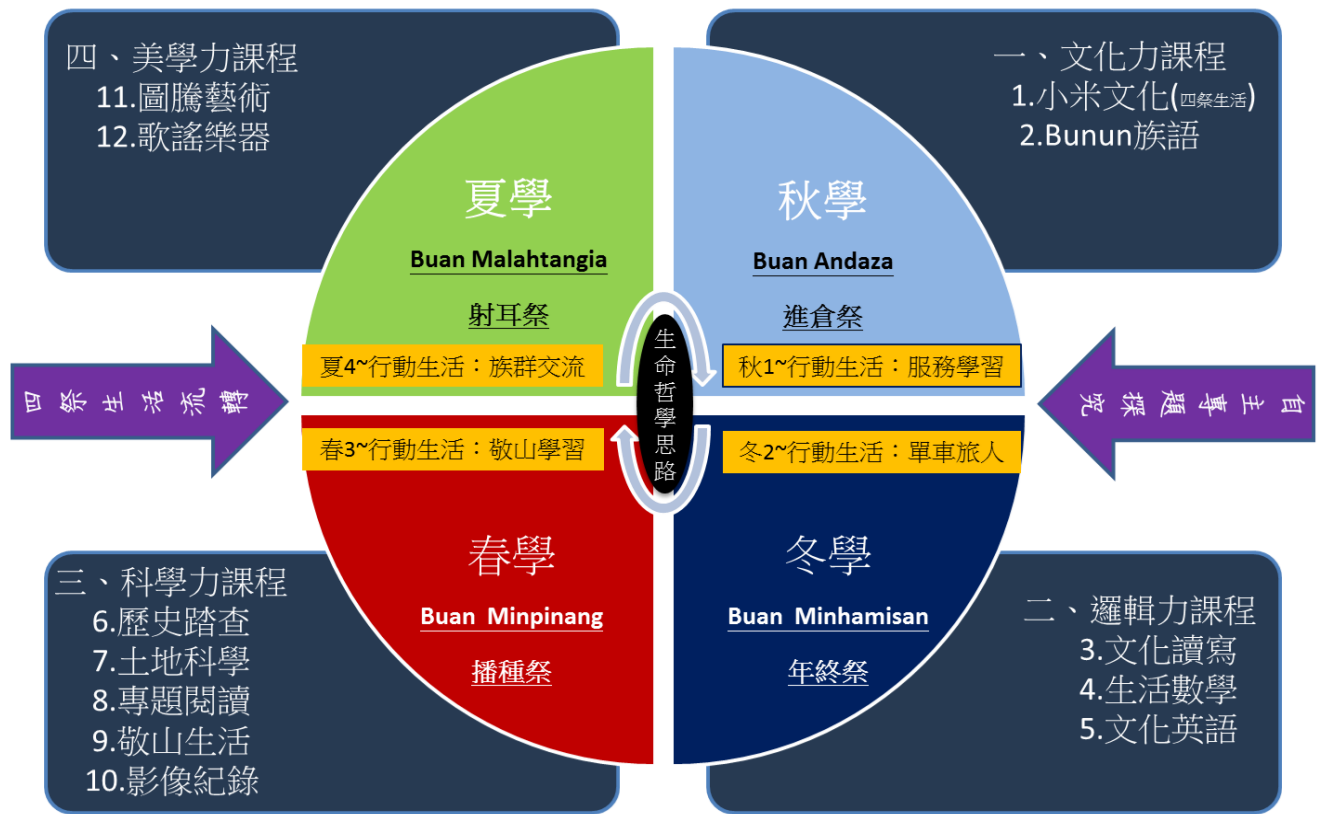 四、美學力課程
11.圖騰藝術
12.歌謠樂器
一、文化力課程
1.小米文化(四祭生活)
2.Bunun族語
夏學
Buan Malahtangia
射耳祭
夏4~行動生活：族群交流
秋學
Buan Andaza
進倉祭
秋1~行動生活：服務學習
生命哲學思路
四祭生活流轉
自主專題探究
春3~行動生活：敬山學習
春學
Buan Minpinang
播種祭
冬2~行動生活：單車旅人
冬學
Buan Minhamisan
年終祭
三、科學力課程
6.歷史踏查
7.土地科學
8.專題閱讀
9.敬山生活
10.影像紀錄
二、邏輯力課程
3.文化讀寫
4.生活數學
5.文化英語